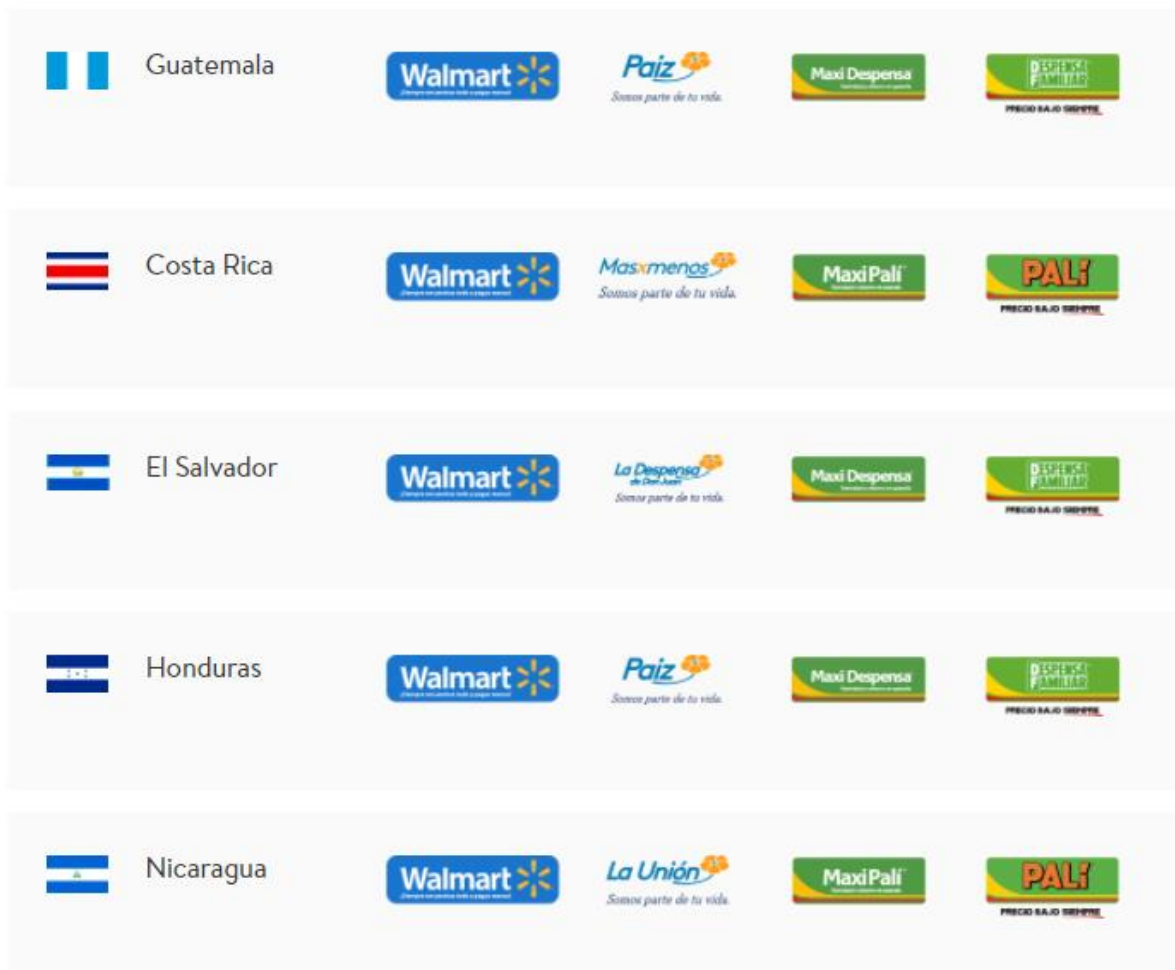 Guatemala
Walmart
Paiz
Somos parte de tu vida.
Maxi Despensa
DESPENSA
FAMILIAR
PRECIO BAJO SIEMPRE
Costa Rica
Walmart
Masxmenos
Somos parte de tu vida.
Maxi Palí
PALÍ
PRECIO BAJO SIEMPRE
El Salvador
Walmart
La Despensa
de Don Juan
Somos parte de tu vida.
Maxi Despensa
DESPENSA
FAMILIAR
PRECIO BAJO SIEMPRE
Honduras
Walmart
Paiz
Somos parte de tu vida.
Maxi Despensa
DESPENSA
FAMILIAR
PRECIO BAJO SIEMPRE
Nicaragua
Walmart
La Unión
Somos parte de tu vida.
Maxi Palí
PALÍ
PRECIO BAJO SIEMPRE